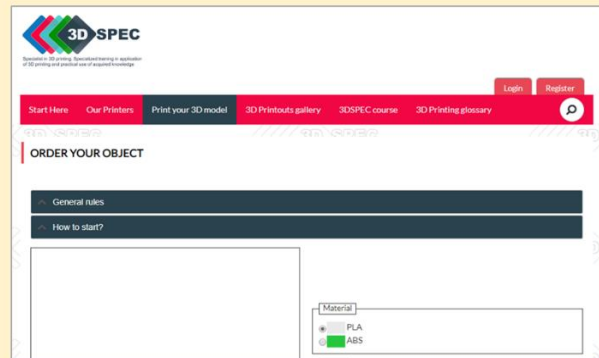 3D SPEC
Specialist in 3D printing. Specialized training in application
of 3D printing and practical use of acquired knowledge
Login Register
Start Here Our Printers Print your 3D model 3D Printouts gallery 3DSPEC course 3D Printing glossary
ORDER YOUR OBJECT
General rules
How to start?
Material
PLA
ABS